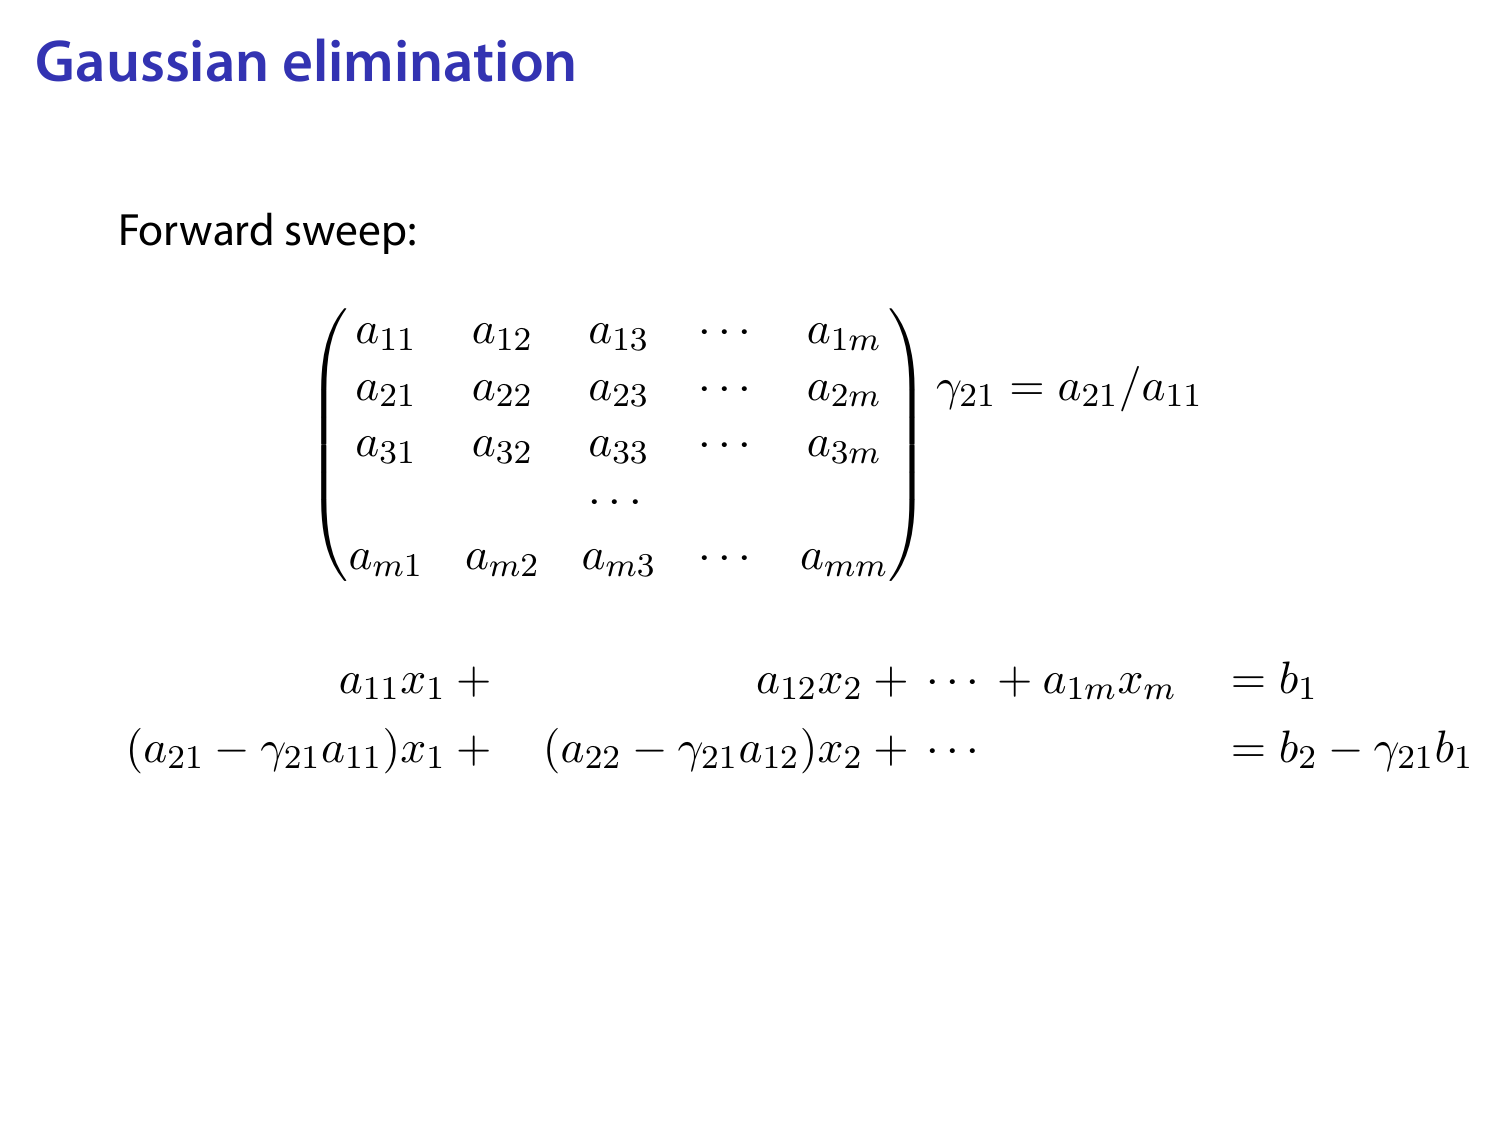 Gaussian elimination
Forward sweep:
a₁₁ a₁₂ a₁₃ ⋯ a₁ₘ
a₂₁ a₂₂ a₂₃ ⋯ a₂ₘ γ₂₁ = a₂₁/a₁₁
a₃₁ a₃₂ a₃₃ ⋯ a₃ₘ
⋯
aₘ₁ aₘ₂ aₘ₃ ⋯ aₘₘ
a₁₁x₁ + a₁₂x₂ + ⋯ + a₁ₘxₘ = b₁
(a₂₁ − γ₂₁a₁₁)x₁ + (a₂₂ − γ₂₁a₁₂)x₂ + ⋯ = b₂ − γ₂₁b₁